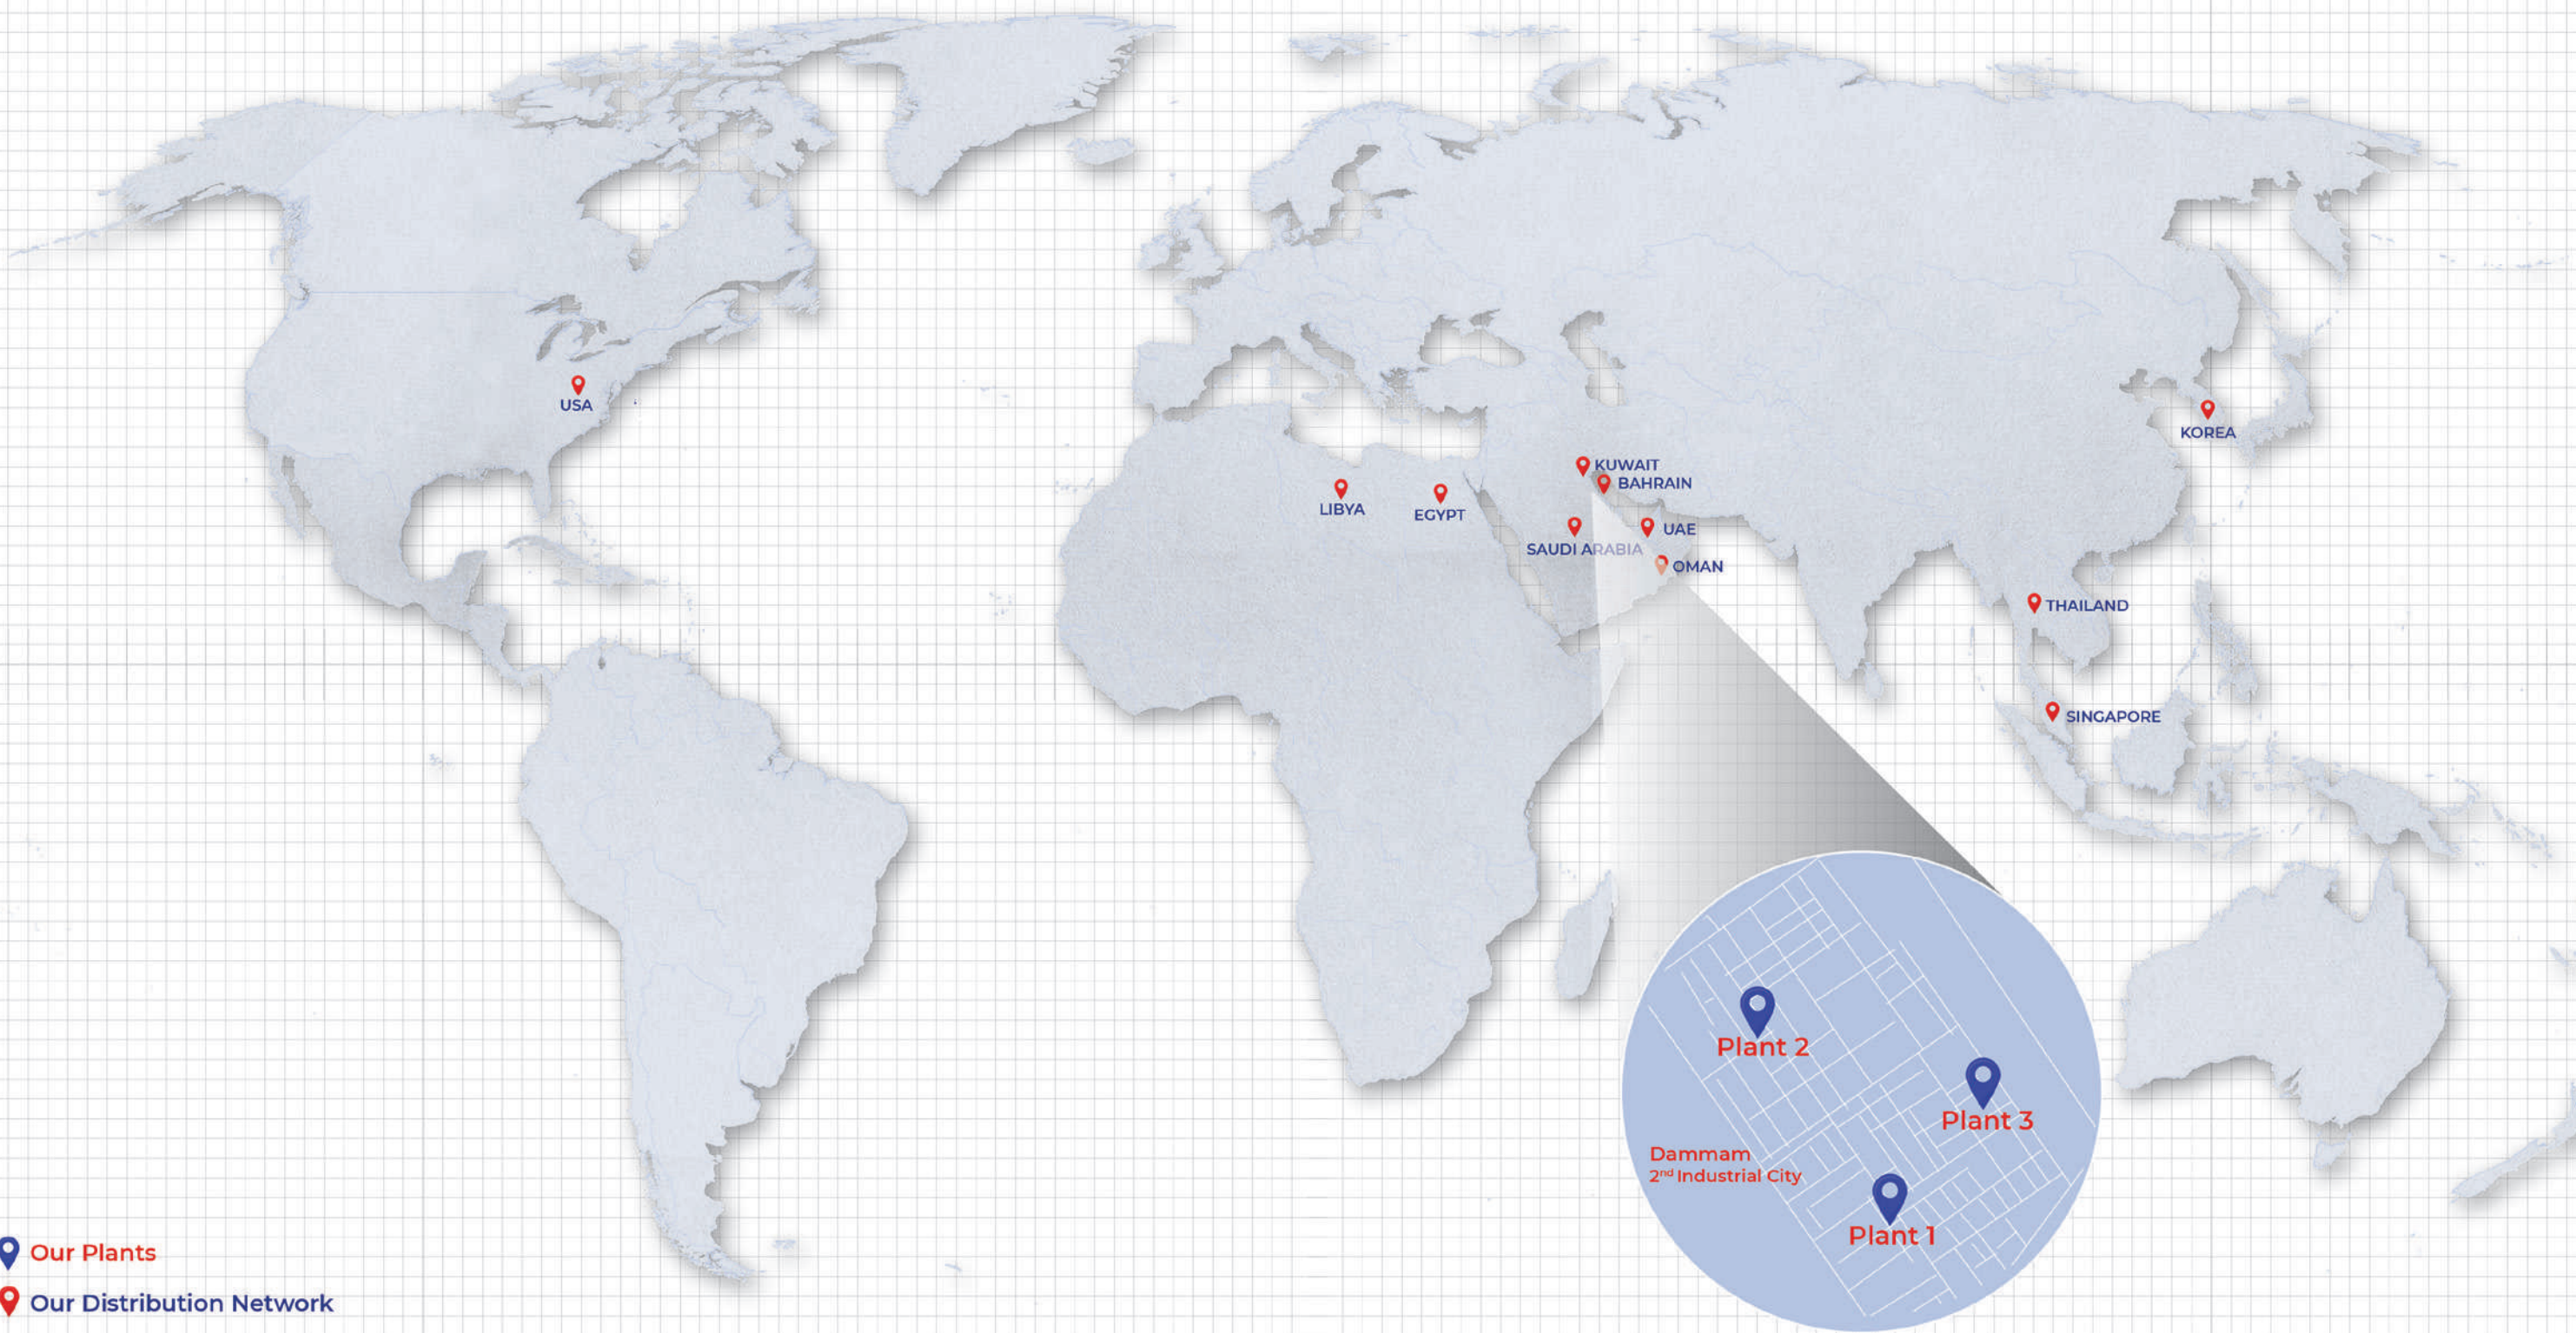 USA
KOREA
KUWAIT
BAHRAIN
LIBYA
EGYPT
UAE
SAUDI ARABIA
OMAN
THAILAND
SINGAPORE
Plant 2
Plant 3
Dammam
2nd Industrial City
Plant 1
Our Plants
Our Distribution Network